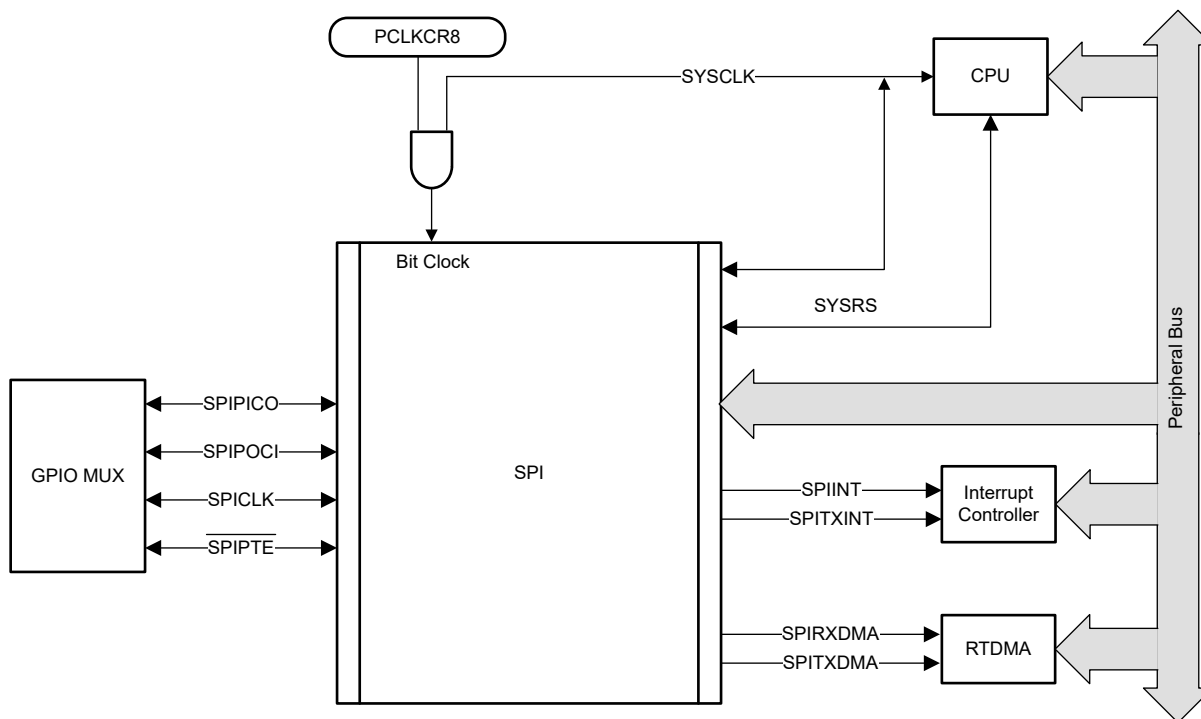 PCLKCR8
SYSCLK
CPU
Bit Clock
SYSRS
Peripheral Bus
GPIO MUX
SPIPICO
SPIPOCI
SPICLK
SPIPTE
SPI
SPIINT
SPITXINT
Interrupt
Controller
SPIRXDMA
SPITXDMA
RTDMA